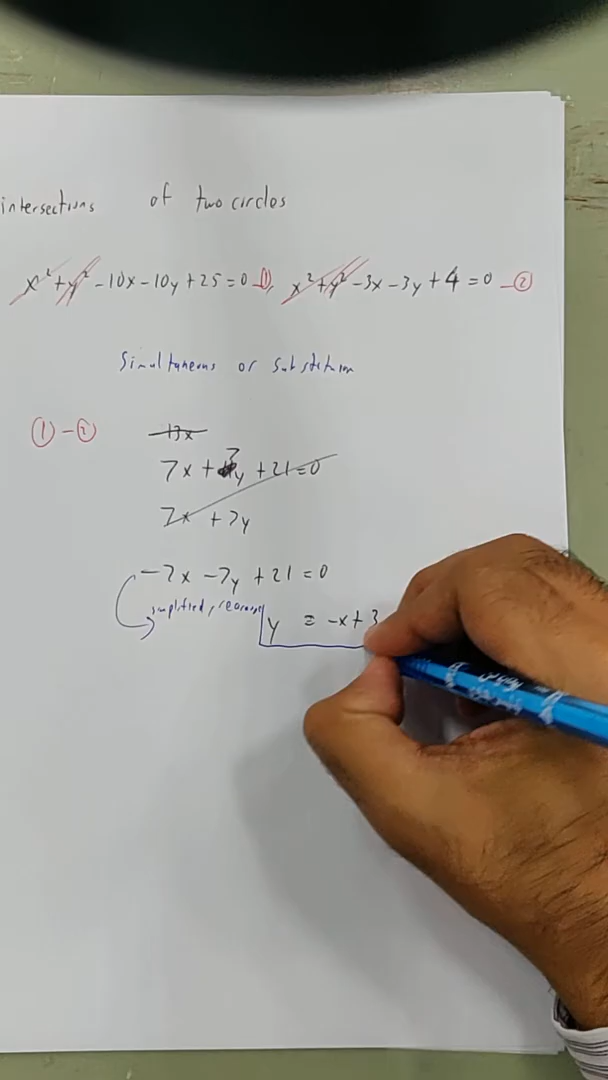 intersections of two circles
x² + y² - 10x - 10y + 25 = 0 - ①, x² + y² - 3x - 3y + 4 = 0 - ②
Simultaneous or Substitution
① - ② 13x
7x + 7y + 21 = 0
7x + 7y
-7x - 7y + 21 = 0
simplified, rearrange y = -x + 3